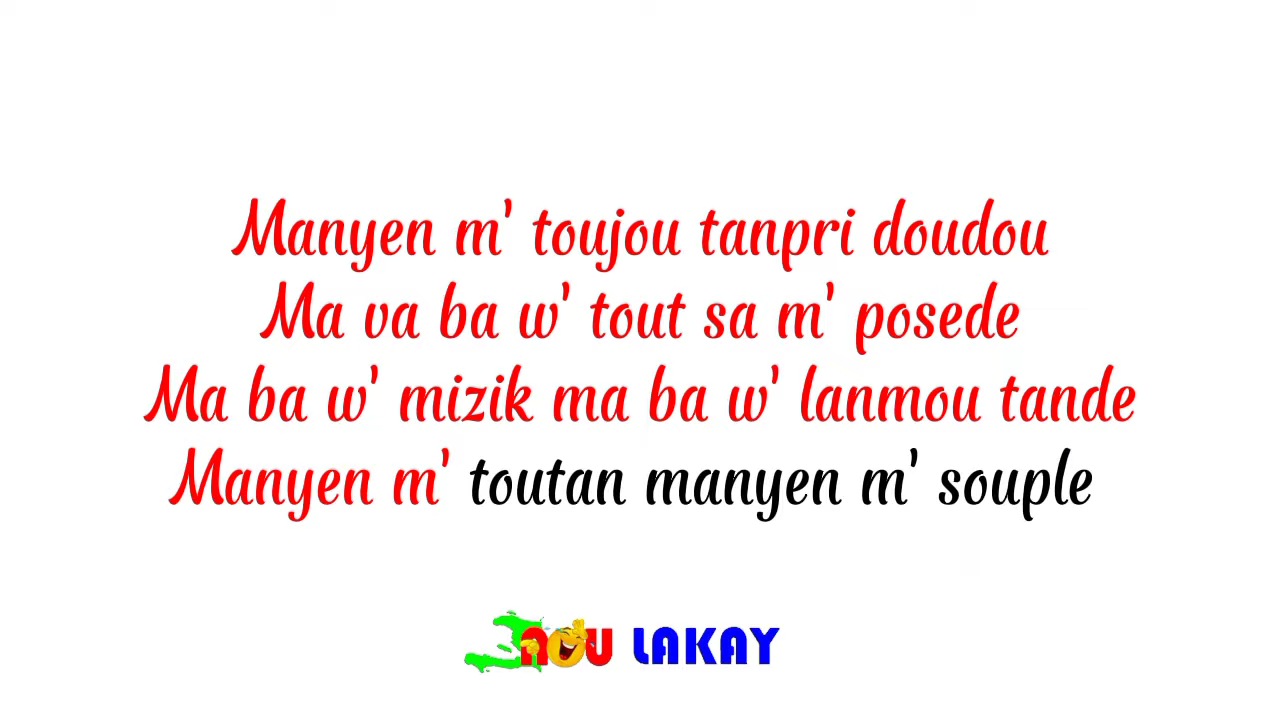 Manyen m' toujou tanpri doudou
Ma va ba w' tout sa m' posede
Ma ba w' mizik ma ba w' lanmou tande
Manyen m' toutan manyen m' souple
LAKAY